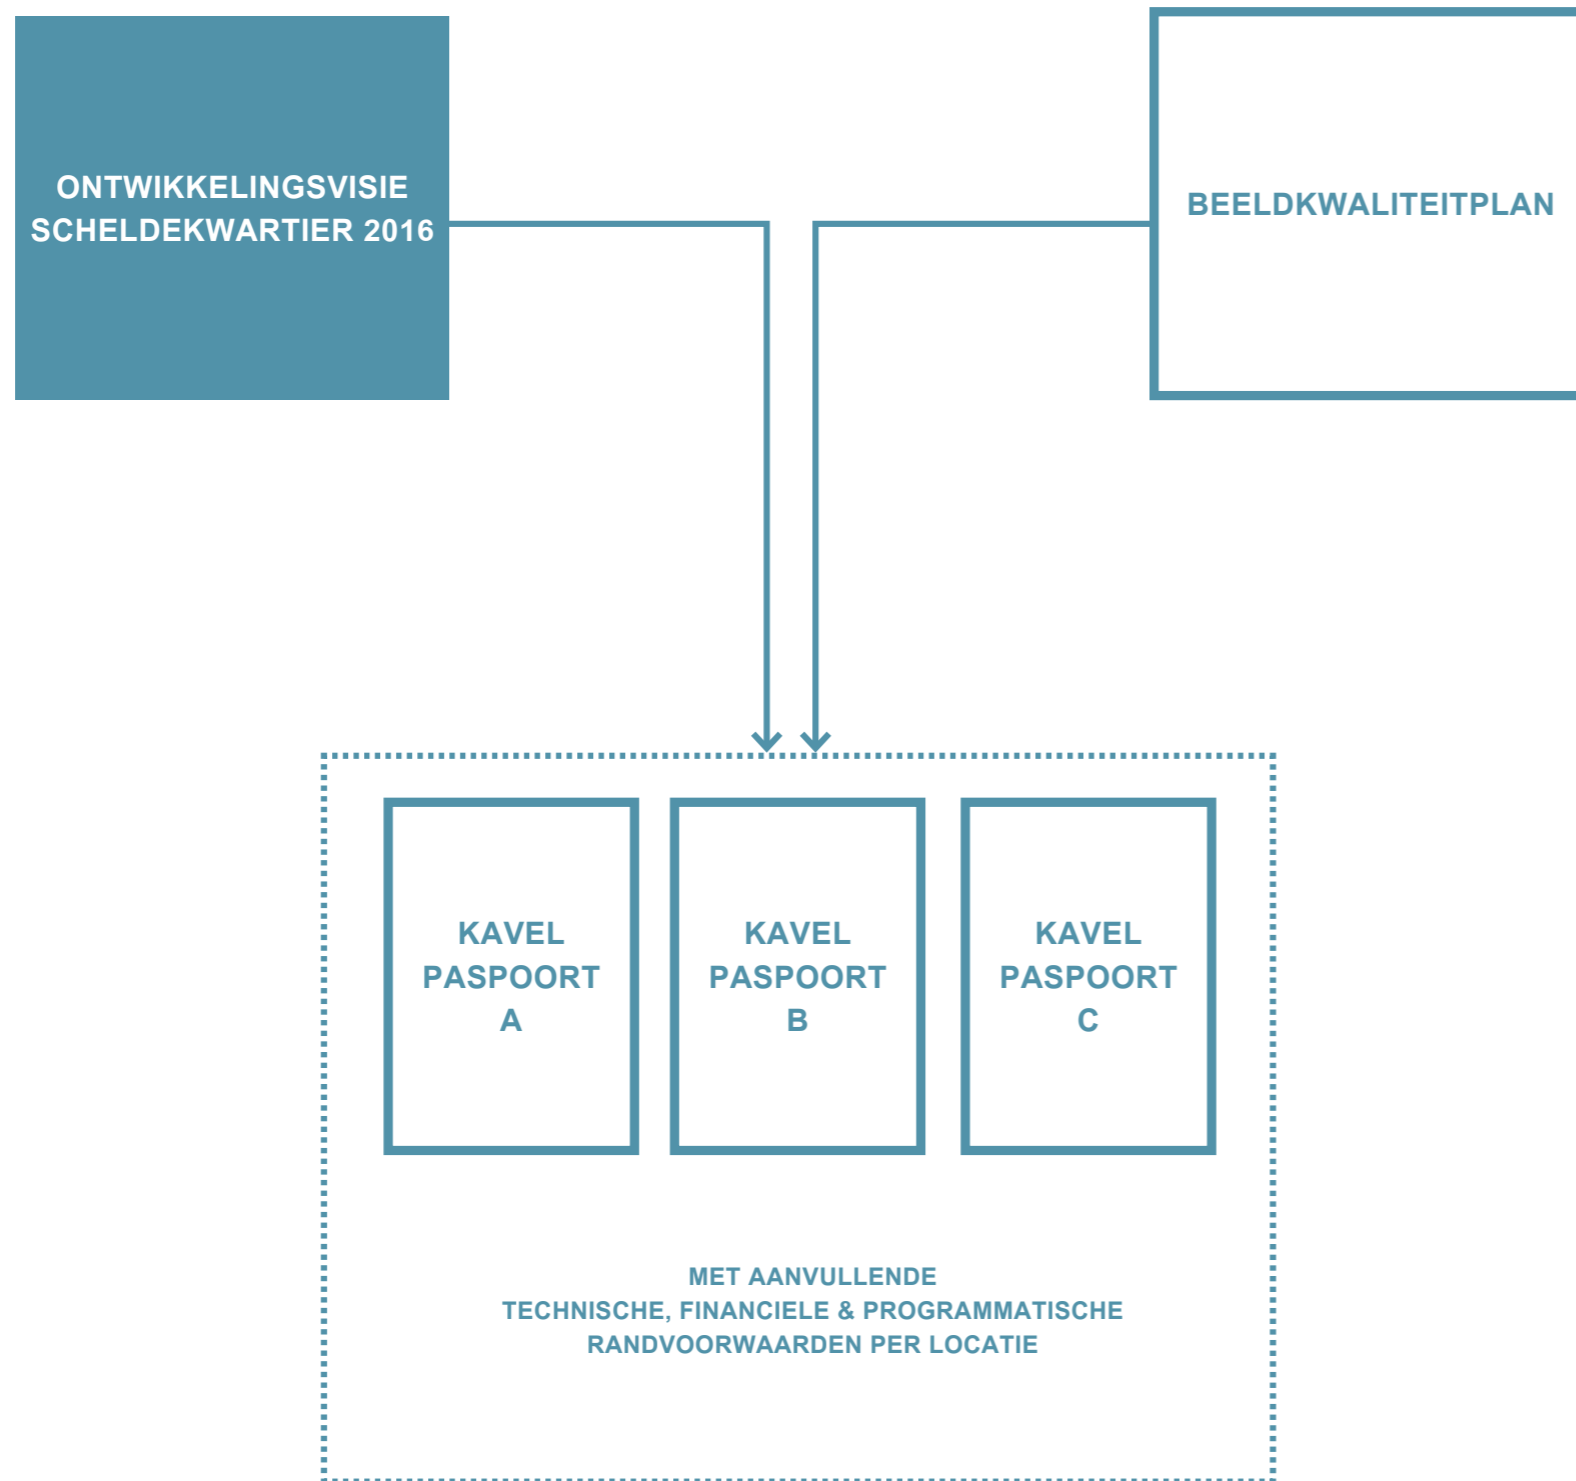 ONTWIKKELINGSVISIE
SCHELDEKWARTIER 2016
BEELDKWALITEITPLAN
KAVEL
PASPOORT
A
KAVEL
PASPOORT
B
KAVEL
PASPOORT
C
MET AANVULLENDE
TECHNISCHE, FINANCIELE & PROGRAMMATISCHE
RANDVOORWAARDEN PER LOCATIE